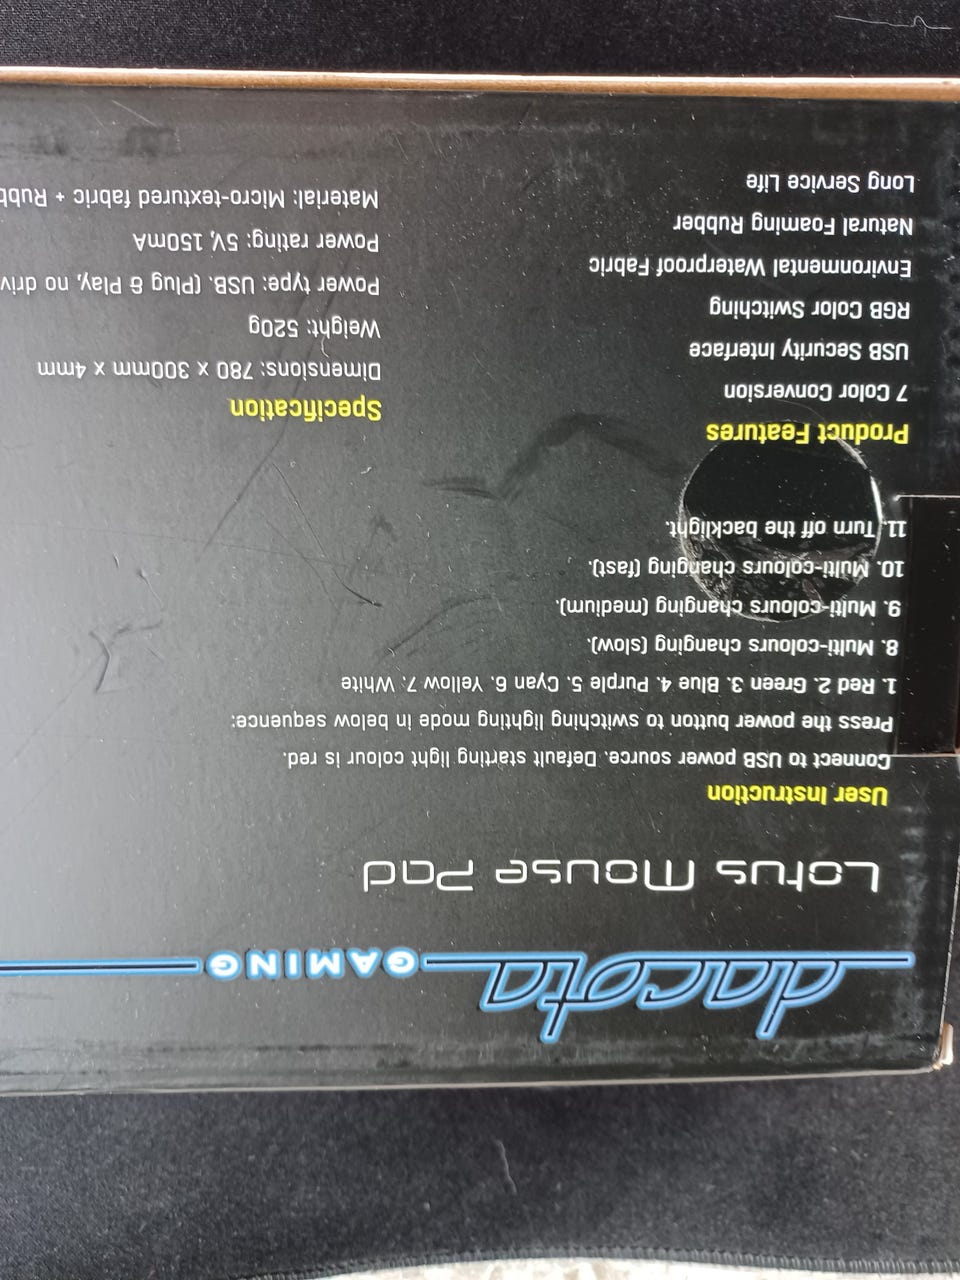 dacota GAMING
Lotus Mouse Pad
User Instruction
Connect to USB power source. Default starting light colour is red.
Press the power button to switching lighting mode in below sequence:
1. Red 2. Green 3. Blue 4. Purple 5. Cyan 6. Yellow 7. White
8. Multi-colours changing (slow).
9. Multi-colours changing (medium).
10. Multi-colours changing (fast).
11. Turn off the backlight.
Product Features
7 Color Conversion
USB Security Interface
RGB Color Switching
Environmental Waterproof Fabric
Natural Foaming Rubber
Long Service Life
Specification
Dimensions: 780 x 300mm x 4mm
Weight: 520g
Power type: USB. (Plug & Play, no
Power rating: 5V, 150mA
Material: Micro-textured fabric +